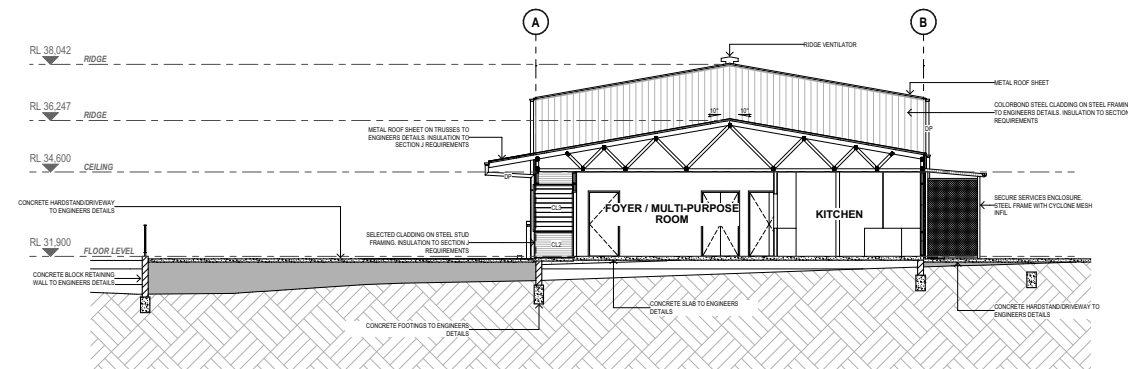 A
B
RL 38,042
RIDGE
RIDGE VENTILATOR
METAL ROOF SHEET
RL 36,247
RIDGE
10°
10°
COLORBOND STEEL CLADDING ON STEEL FRAMING
TO ENGINEERS DETAILS. INSULATION TO SECTION
REQUIREMENTS
DP
METAL ROOF SHEET ON TRUSSES TO
ENGINEERS DETAILS. INSULATION TO
SECTION J REQUIREMENTS
RL 34,600
CEILING
DP
CONCRETE HARDSTAND/DRIVEWAY
TO ENGINEERS DETAILS
CL3
FOYER / MULTI-PURPOSE
ROOM
KITCHEN
SECURE SERVICES ENCLOSURE.
STEEL FRAME WITH CYCLONE MESH
INFIL
RL 31,900
FLOOR LEVEL
SELECTED CLADDING ON STEEL STUD
FRAMING. INSULATION TO SECTION J
REQUIREMENTS
CL2
CONCRETE BLOCK RETAINING
WALL TO ENGINEERS DETAILS
CONCRETE SLAB TO ENGINEERS
DETAILS
CONCRETE HARDSTAND/DRIVEWAY TO
ENGINEERS DETAILS
CONCRETE FOOTINGS TO ENGINEERS
DETAILS